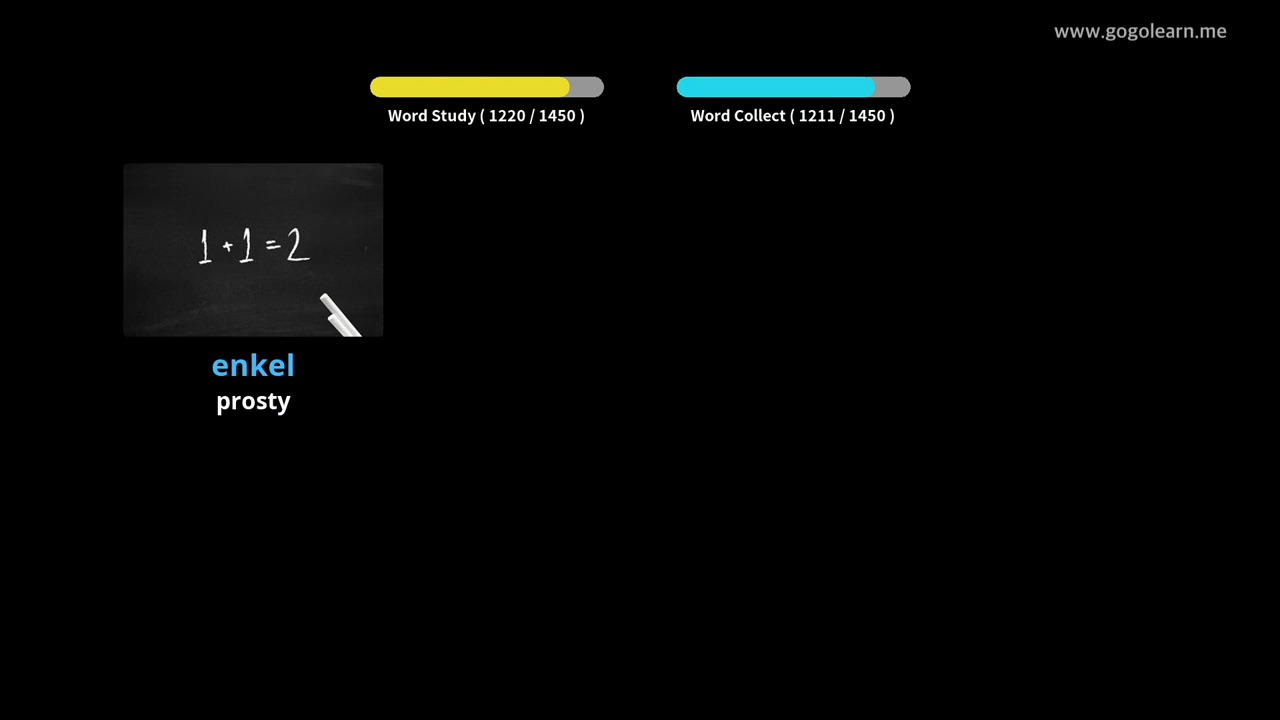 www.gogolearn.me
Word Study ( 1220 / 1450 )
Word Collect ( 1211 / 1450 )
1 + 1 = 2
enkel
prosty